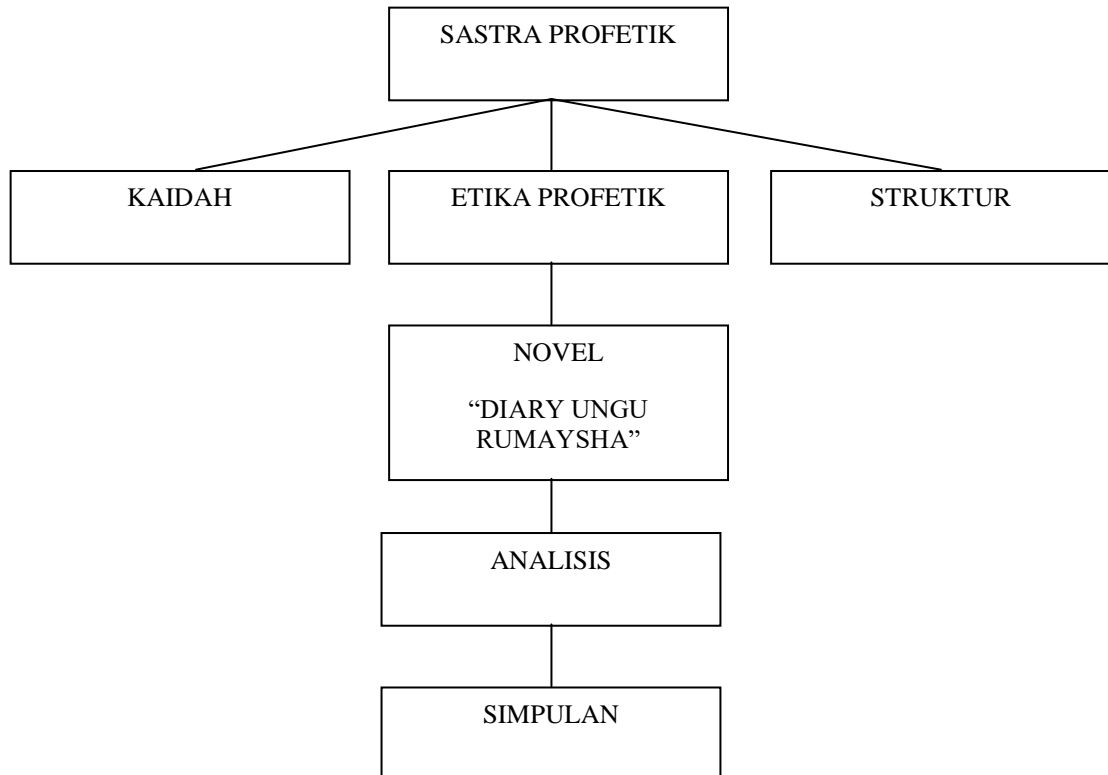 SASTRA PROFETIK
KAIDAH
ETIKA PROFETIK
STRUKTUR
NOVEL
“DIARY UNGU
RUMAYSHA”
ANALISIS
SIMPULAN